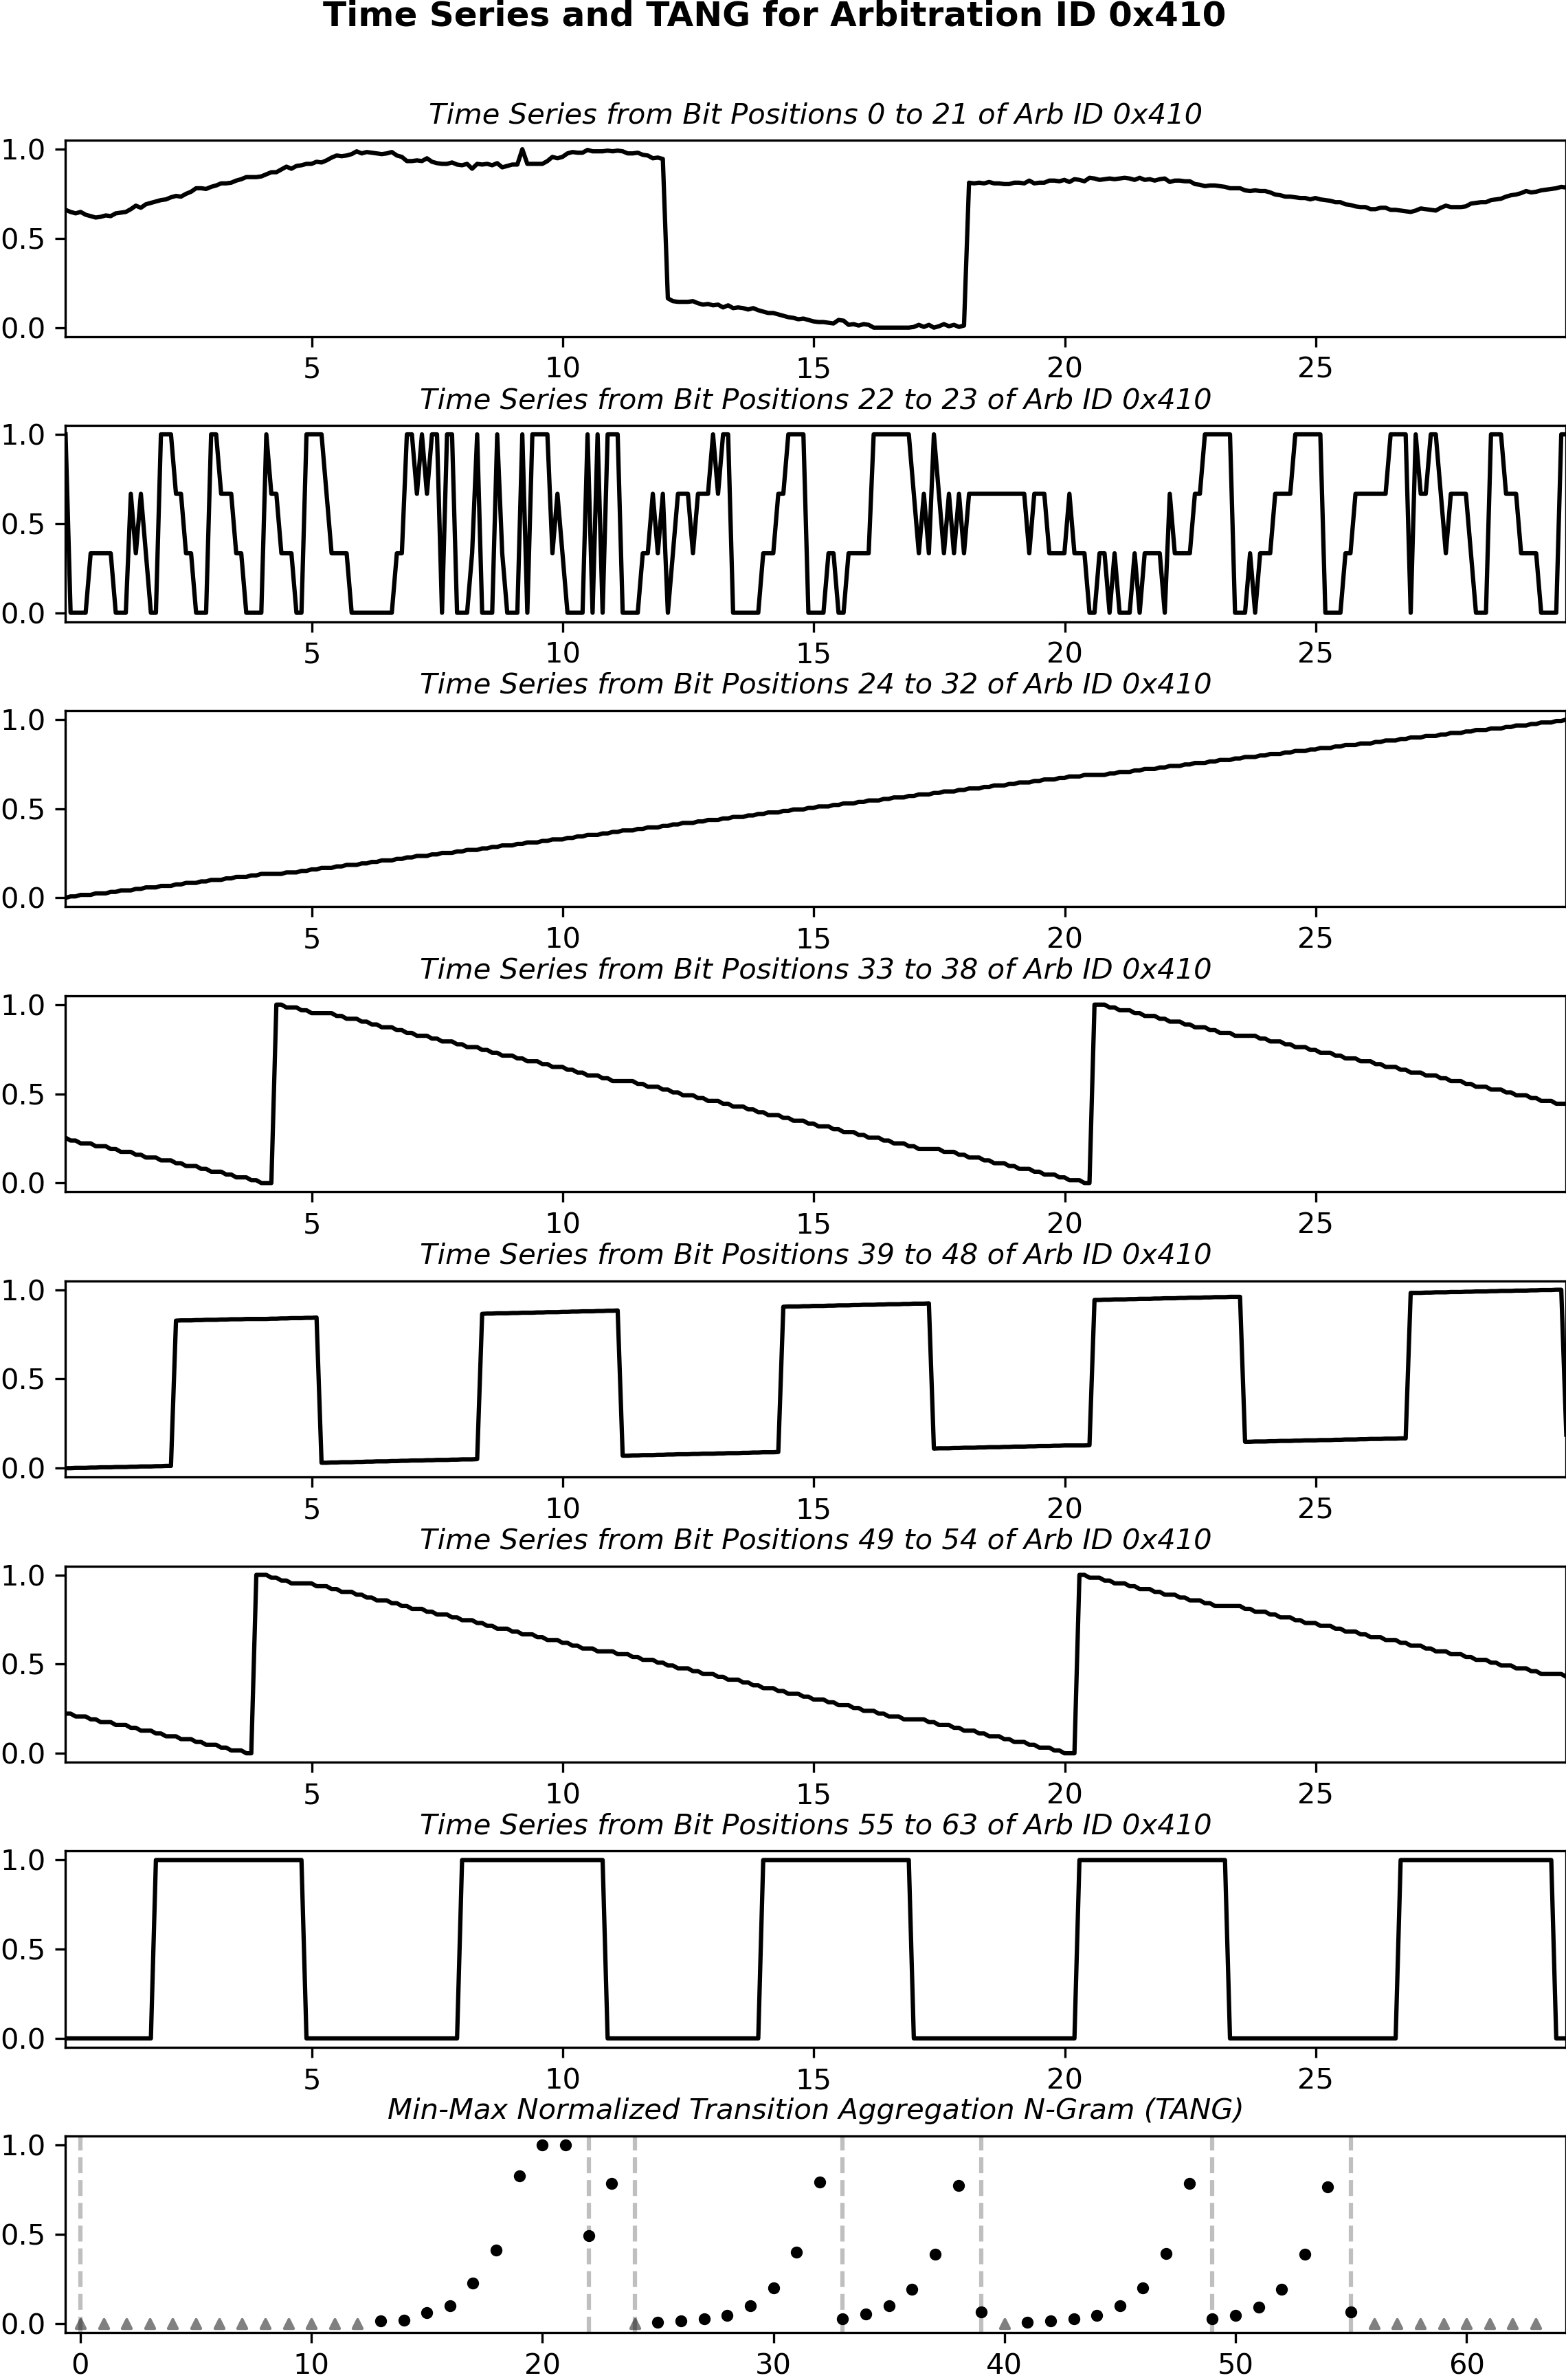 Time Series and TANG for Arbitration ID 0x410
Time Series from Bit Positions 0 to 21 of Arb ID 0x410
1.0
0.5
0.0
5 10 15 20 25
Time Series from Bit Positions 22 to 23 of Arb ID 0x410
1.0
0.5
0.0
5 10 15 20 25
Time Series from Bit Positions 24 to 32 of Arb ID 0x410
1.0
0.5
0.0
5 10 15 20 25
Time Series from Bit Positions 33 to 38 of Arb ID 0x410
1.0
0.5
0.0
5 10 15 20 25
Time Series from Bit Positions 39 to 48 of Arb ID 0x410
1.0
0.5
0.0
5 10 15 20 25
Time Series from Bit Positions 49 to 54 of Arb ID 0x410
1.0
0.5
0.0
5 10 15 20 25
Time Series from Bit Positions 55 to 63 of Arb ID 0x410
1.0
0.5
0.0
5 10 15 20 25
Min-Max Normalized Transition Aggregation N-Gram (TANG)
1.0
0.5
0.0
0 10 20 30 40 50 60